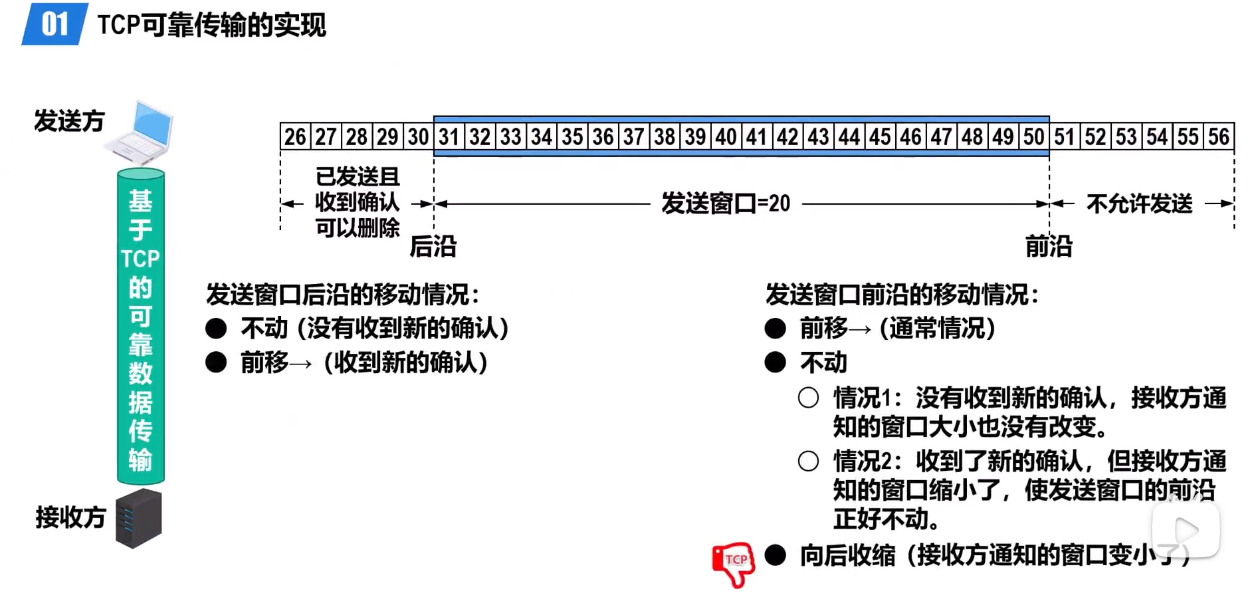 01 TCP可靠传输的实现
发送方
26 27 28 29 30 31 32 33 34 35 36 37 38 39 40 41 42 43 44 45 46 47 48 49 50 51 52 53 54 55 56
已发送且
收到确认
可以删除
发送窗口=20
不允许发送
后沿
前沿
基于TCP的可靠数据传输
接收方
发送窗口后沿的移动情况：
● 不动（没有收到新的确认）
● 前移→（收到新的确认）
发送窗口前沿的移动情况：
● 前移→（通常情况）
● 不动
○ 情况1：没有收到新的确认，接收方通
知的窗口大小也没有改变。
○ 情况2：收到了新的确认，但接收方通
知的窗口缩小了，使发送窗口的前沿
正好不动。
TCP
● 向后收缩（接收方通知的窗口变小了）